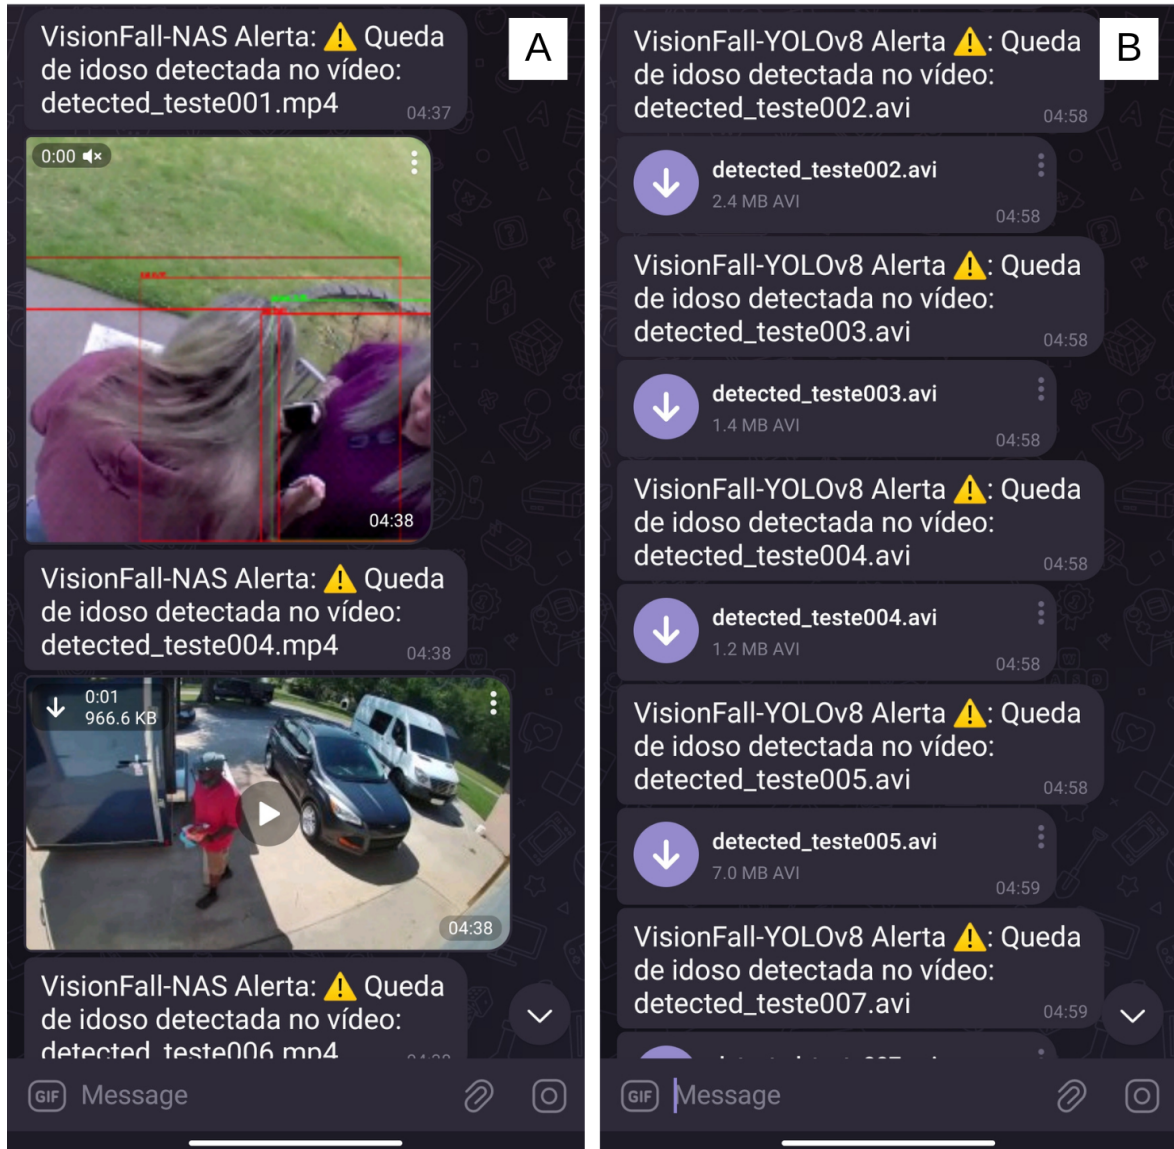 A
VisionFall-NAS Alerta: ⚠️ Queda
de idoso detectada no vídeo:
detected_teste001.mp4
04:37
0:00
04:38
VisionFall-NAS Alerta: ⚠️ Queda
de idoso detectada no vídeo:
detected_teste004.mp4
04:38
0:01
966.6 KB
04:38
VisionFall-NAS Alerta: ⚠️ Queda
de idoso detectada no vídeo:
detected_teste006.mp4
GIF Message
B
VisionFall-YOLOv8 Alerta ⚠️: Queda
de idoso detectada no vídeo:
detected_teste002.avi
04:58
detected_teste002.avi
2.4 MB AVI
04:58
VisionFall-YOLOv8 Alerta ⚠️: Queda
de idoso detectada no vídeo:
detected_teste003.avi
04:58
detected_teste003.avi
1.4 MB AVI
04:58
VisionFall-YOLOv8 Alerta ⚠️: Queda
de idoso detectada no vídeo:
detected_teste004.avi
04:58
detected_teste004.avi
1.2 MB AVI
04:58
VisionFall-YOLOv8 Alerta ⚠️: Queda
de idoso detectada no vídeo:
detected_teste005.avi
04:58
detected_teste005.avi
7.0 MB AVI
04:59
VisionFall-YOLOv8 Alerta ⚠️: Queda
de idoso detectada no vídeo:
detected_teste007.avi
04:59
GIF Message